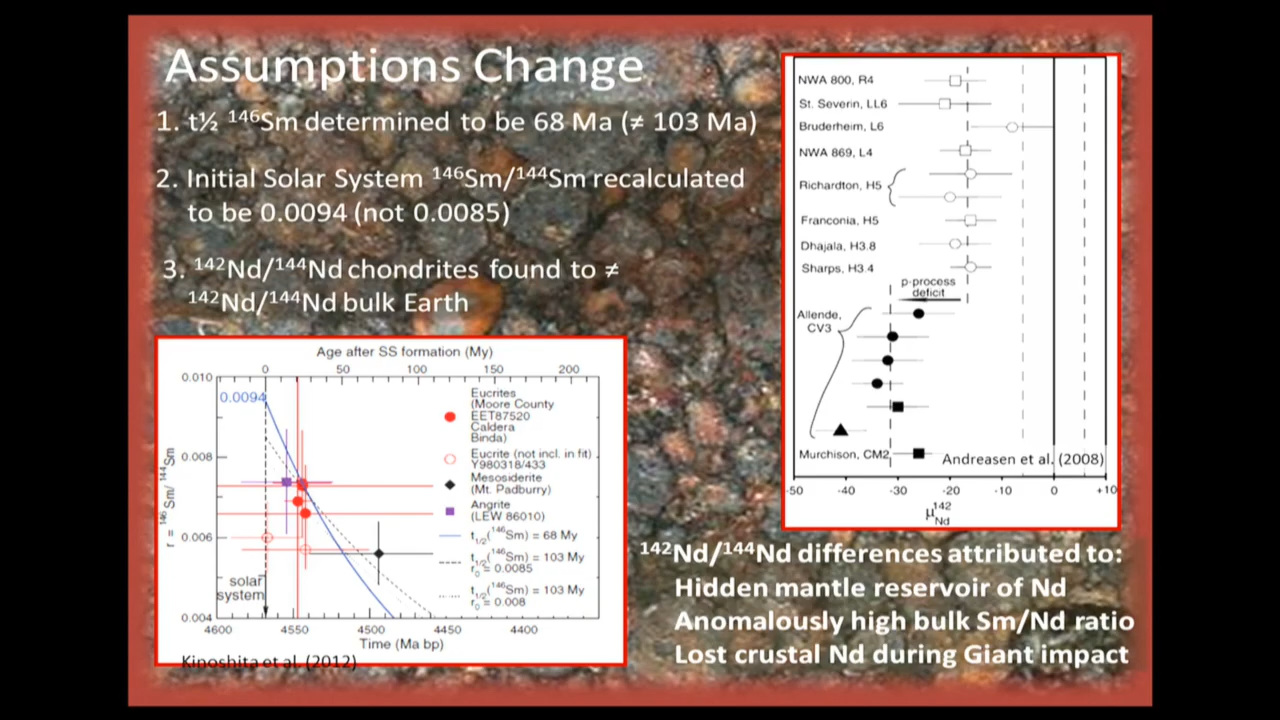 Assumptions Change
1. t½ ¹⁴⁶Sm determined to be 68 Ma (≠ 103 Ma)
2. Initial Solar System ¹⁴⁶Sm/¹⁴⁴Sm recalculated
to be 0.0094 (not 0.0085)
3. ¹⁴²Nd/¹⁴⁴Nd chondrites found to ≠
¹⁴²Nd/¹⁴⁴Nd bulk Earth
Age after SS formation (My)
0 50 100 150 200
0.010
0.008
0.006
0.004
r = ¹⁴⁶Sm/ ¹⁴⁴Sm
0.0094
solar
system
Eucrites
(Moore County
EET87520
Caldera
Binda)
Eucrite (not incl. in fit)
Y980318/433
Mesosiderite
(Mt. Padburry)
Angrite
(LEW 86010)
t₁/₂(¹⁴⁶Sm) = 68 My
t₁/₂(¹⁴⁶Sm) = 103 My
r₀ = 0.0085
t₁/₂(¹⁴⁶Sm) = 103 My
r₀ = 0.008
4600 4550 4500 4450 4400
Time (Ma bp)
Kinoshita et al. (2012)
NWA 800, R4
St. Severin, LL6
Bruderheim, L6
NWA 869, L4
Richardton, H5
Franconia, H5
Dhajala, H3.8
Sharps, H3.4
p-process
deficit
Allende,
CV3
Murchison, CM2
Andreasen et al. (2008)
-50 -40 -30 -20 -10 0 +10
μ¹⁴²Nd
¹⁴²Nd/¹⁴⁴Nd differences attributed to:
Hidden mantle reservoir of Nd
Anomalously high bulk Sm/Nd ratio
Lost crustal Nd during Giant impact